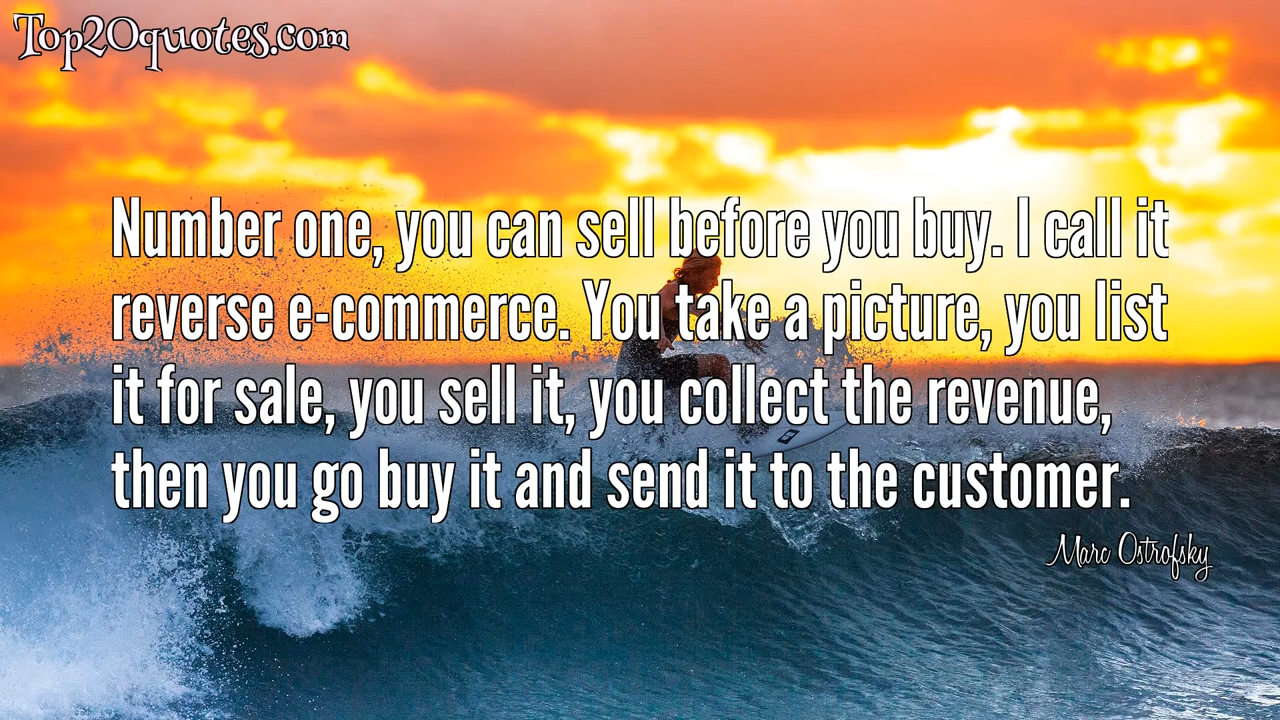 Top20quotes.com
Number one, you can sell before you buy. I call it
reverse e-commerce. You take a picture, you list
it for sale, you sell it, you collect the revenue,
then you go buy it and send it to the customer.
Marc Ostrofsky